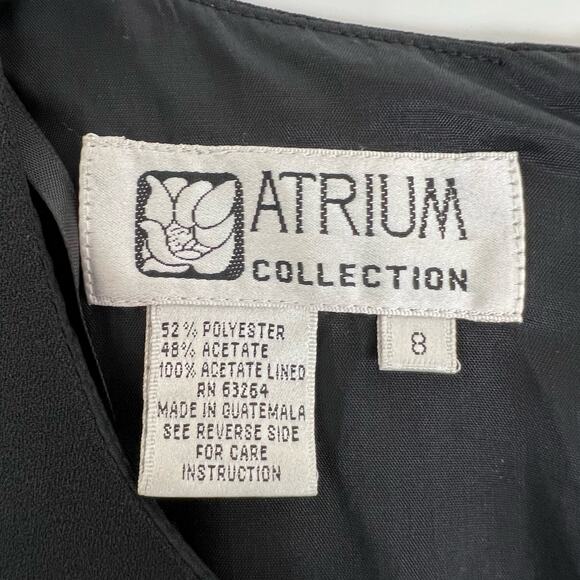 ATRIUM
COLLECTION
8
52% POLYESTER
48% ACETATE
100% ACETATE LINED
RN 63264
MADE IN GUATEMALA
SEE REVERSE SIDE
FOR CARE
INSTRUCTION